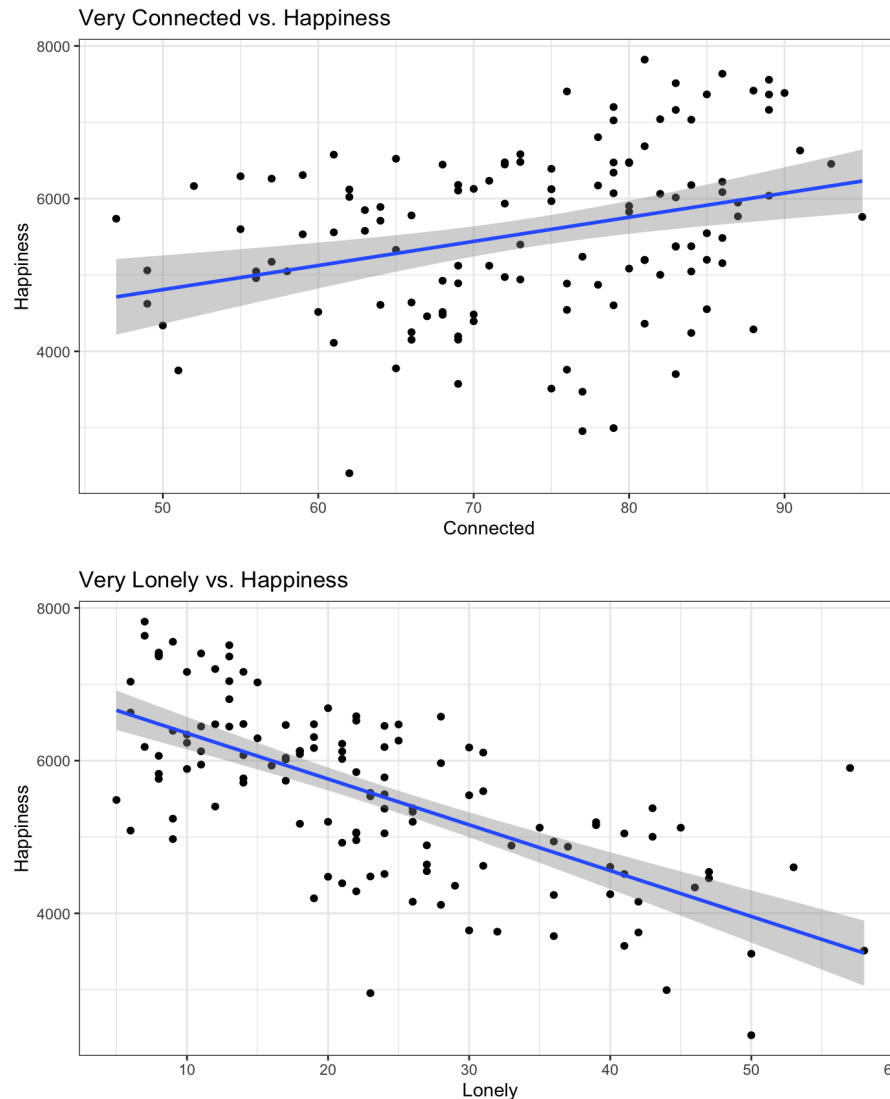 Very Connected vs. Happiness
8000
6000
4000
Happiness
50 60 70 80 90
Connected
Very Lonely vs. Happiness
8000
6000
4000
Happiness
10 20 30 40 50
Lonely